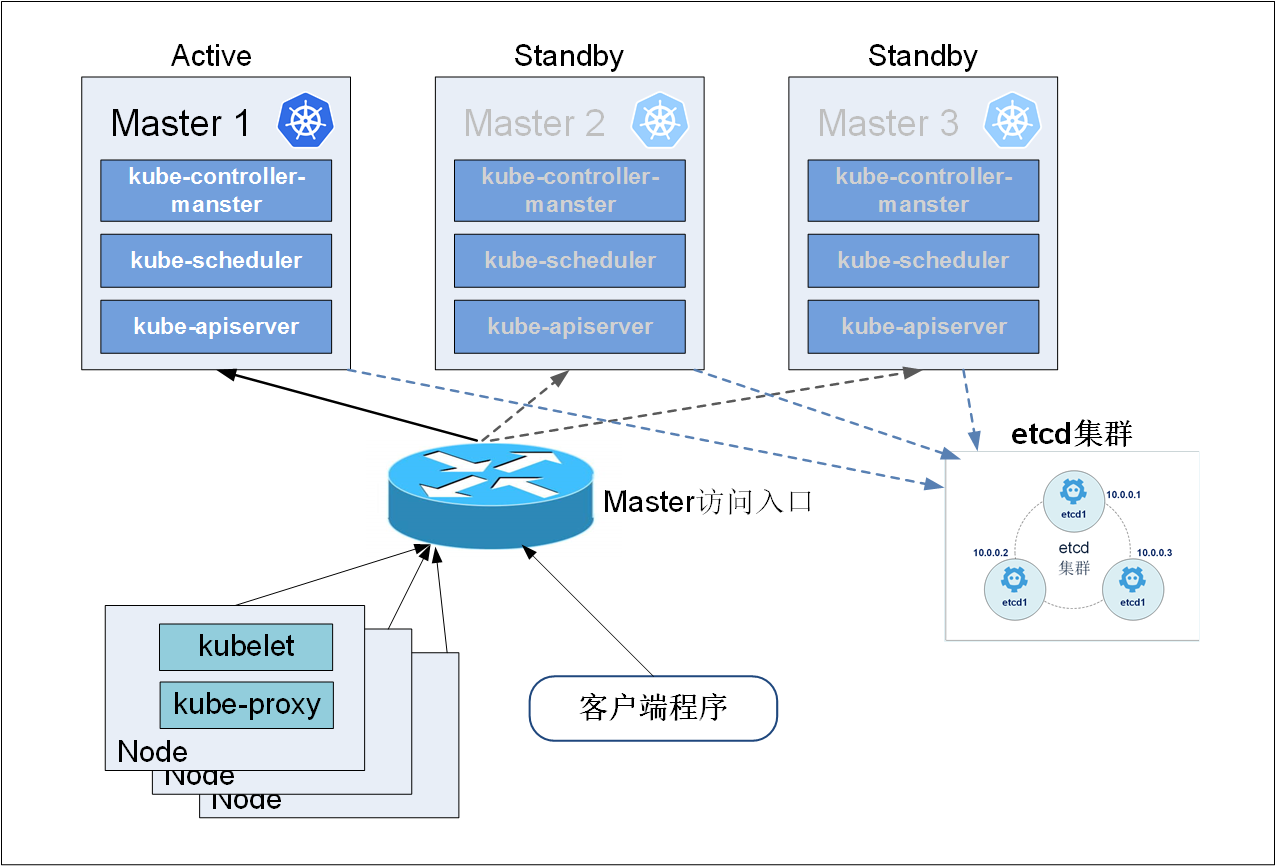 Active
Standby
Standby
Master 1
Master 2
Master 3
kube-controller-
manster
kube-controller-
manster
kube-controller-
manster
kube-scheduler
kube-scheduler
kube-scheduler
kube-apiserver
kube-apiserver
kube-apiserver
etcd集群
Master访问入口
10.0.0.1
etcd1
etcd
集群
10.0.0.2
10.0.0.3
etcd1
etcd1
kubelet
kube-proxy
Node
Node
Node
客户端程序